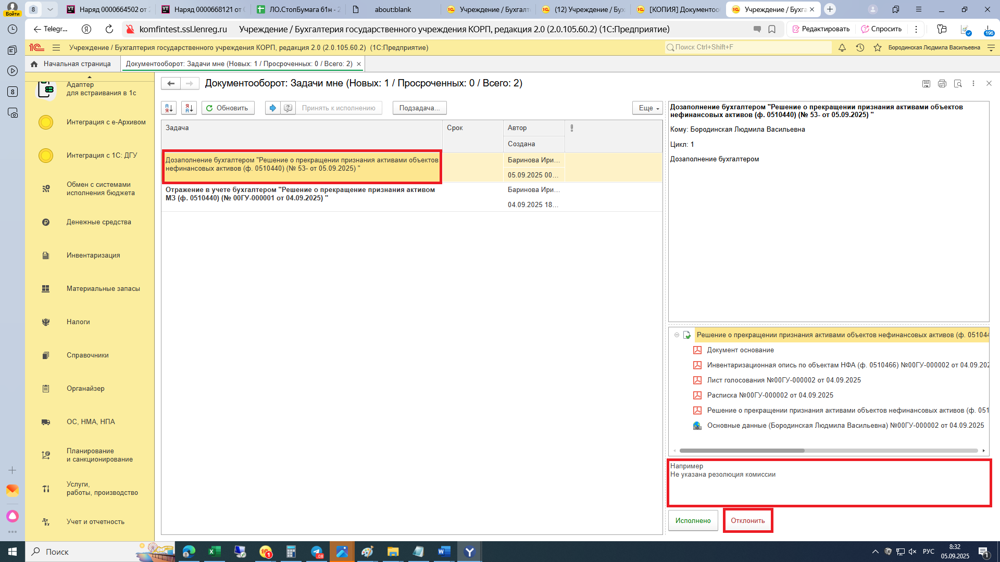 Войти
8
Наряд 0000664502 от 2
Наряд 0000668121 от 0
ЛО.СтопБумага 61н - 2
about:blank
Учреждение / Бухгалт
(12) Учреждение / Бух
[КОПИЯ] Документоо
Учреждение / Бухга
Telegr...
komfintest.ssl.lenreg.ru
Учреждение / Бухгалтерия государственного учреждения КОРП, редакция 2.0 (2.0.105.60.2) (1С:Предприятие)
Редактировать
Спросить
196
Учреждение / Бухгалтерия государственного учреждения КОРП, редакция 2.0 (2.0.105.60.2) (1С:Предприятие)
Поиск Ctrl+Shift+F
Бородинская Людмила Васильевна
Начальная страница
Документооборот: Задачи мне (Новых: 1 / Просроченных: 0 / Всего: 2)
8
Адаптер
для встраивания в 1с
Интеграция с е-Архивом
Интеграция с 1С: ДГУ
Обмен с системами
исполнения бюджета
Денежные средства
Инвентаризация
Материальные запасы
Налоги
Справочники
Органайзер
ОС, НМА, НПА
Планирование
и санкционирование
Услуги,
работы, производство
Учет и отчетность
Документооборот: Задачи мне (Новых: 1 / Просроченных: 0 / Всего: 2)
Обновить
Принять к исполнению
Подзадача...
Еще
Задача
Срок
Автор
Создана
Дозаполнение бухгалтером "Решение о прекращении признания активами объектов
нефинансовых активов (ф. 0510440) (№ 53- от 05.09.2025) "
Баринова Ири...
05.09.2025 00...
Отражение в учете бухгалтером "Решение о прекращение признания активом
МЗ (ф. 0510440) (№ 00ГУ-000001 от 04.09.2025) "
Баринова Ири...
04.09.2025 18...
Дозаполнение бухгалтером "Решение о прекращении признания активами объектов
нефинансовых активов (ф. 0510440) (№ 53- от 05.09.2025) "
Кому: Бородинская Людмила Васильевна
Цикл: 1
Дозаполнение бухгалтером
Решение о прекращении признания активами объектов нефинансовых активов (ф. 051044
Документ основание
Инвентаризационная опись по объектам НФА (ф. 0510466) №00ГУ-000002 от 04.09.202
Лист голосования №00ГУ-000002 от 04.09.2025
Расписка №00ГУ-000002 от 04.09.2025
Решение о прекращении признания активами объектов нефинансовых активов (ф. 051
Основные данные (Бородинская Людмила Васильевна) №00ГУ-000002 от 04.09.2025
Например
Не указана резолюция комиссии
Исполнено
Отклонить
Поиск
РУС
8:32
05.09.2025
1